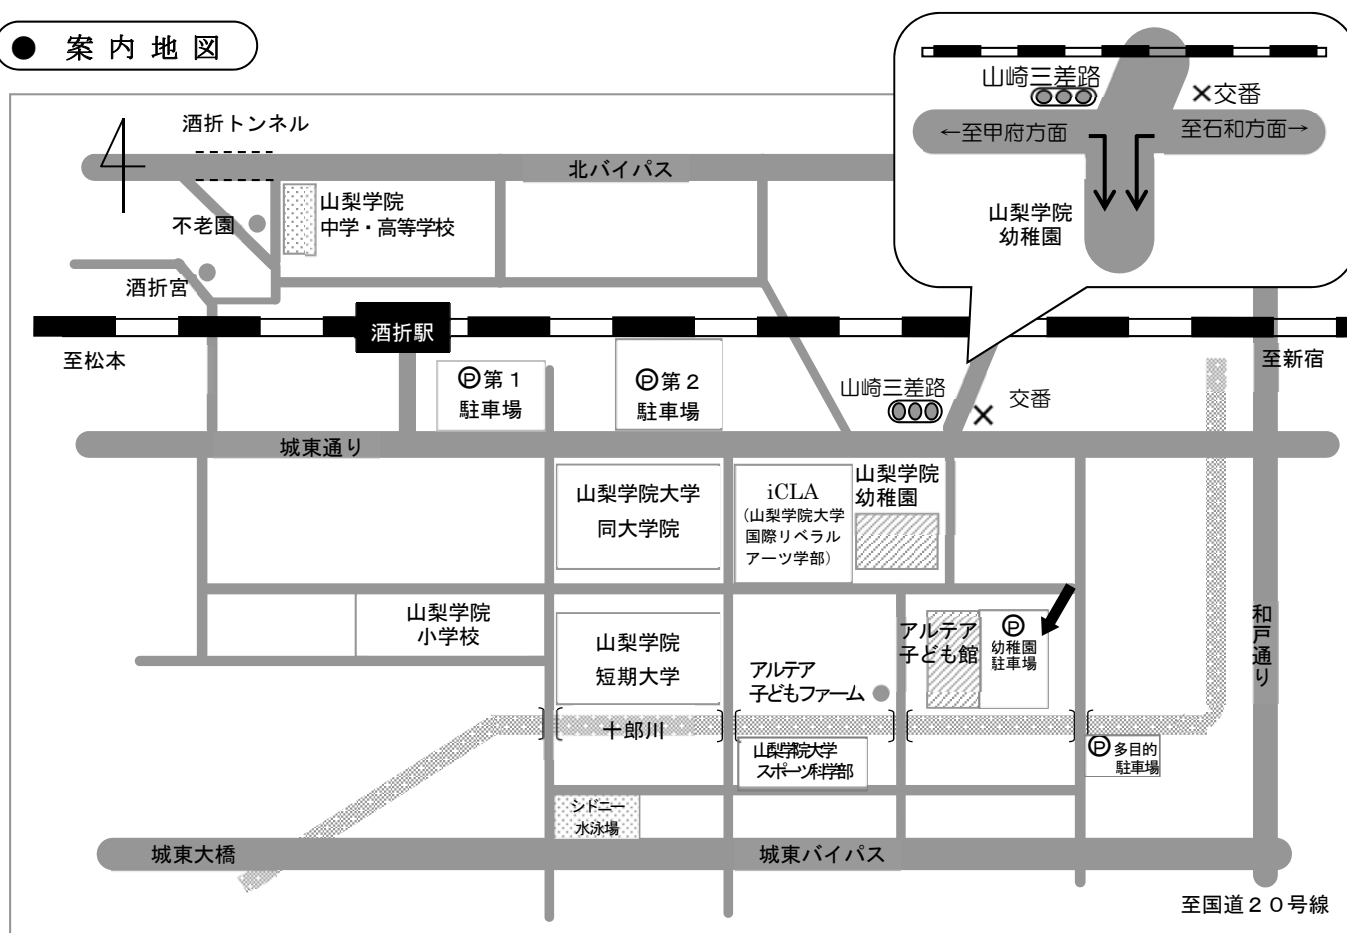 ● 案内地図
山崎三差路
×交番
←至甲府方面
至石和方面→
山梨学院
幼稚園
酒折トンネル
北バイパス
不老園
山梨学院
中学・高等学校
酒折宮
酒折駅
至松本
至新宿
Ⓟ第１
駐車場
Ⓟ第２
駐車場
山崎三差路
× 交番
城東通り
山梨学院大学
同大学院
iCLA
(山梨学院大学
国際リベラル
アーツ学部)
山梨学院
幼稚園
山梨学院
小学校
山梨学院
短期大学
アルテア
子どもファーム
アルテア
子ども館
Ⓟ
幼稚園
駐車場
和戸通り
十郎川
山梨学院大学
スポーツ科学部
Ⓟ多目的
駐車場
シドニー
水泳場
城東大橋
城東バイパス
至国道２０号線